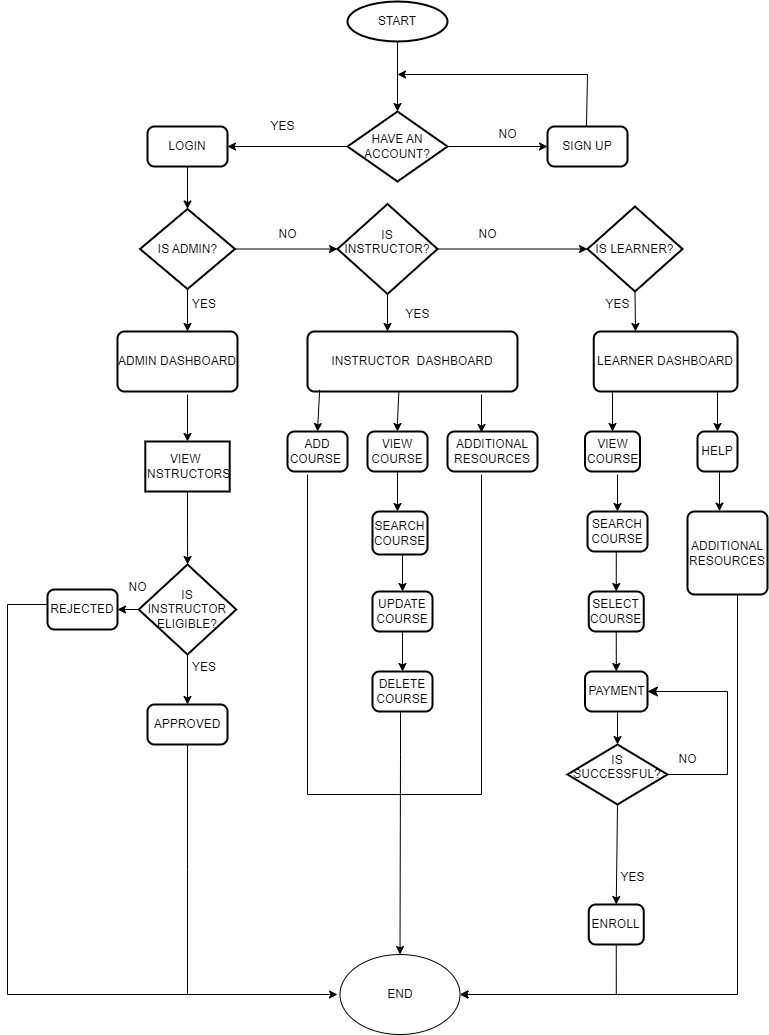 START
YES
HAVE AN
ACCOUNT?
NO
LOGIN
SIGN UP
IS ADMIN?
NO
IS
INSTRUCTOR?
NO
IS LEARNER?
YES
YES
YES
ADMIN DASHBOARD
INSTRUCTOR DASHBOARD
LEARNER DASHBOARD
ADD
COURSE
VIEW
COURSE
ADDITIONAL
RESOURCES
VIEW
COURSE
HELP
VIEW
NSTRUCTORS
SEARCH
COURSE
SEARCH
COURSE
ADDITIONAL
RESOURCES
NO
REJECTED
IS
INSTRUCTOR
ELIGIBLE?
UPDATE
COURSE
SELECT
COURSE
YES
DELETE
COURSE
PAYMENT
APPROVED
IS
SUCCESSFUL?
NO
YES
ENROLL
END